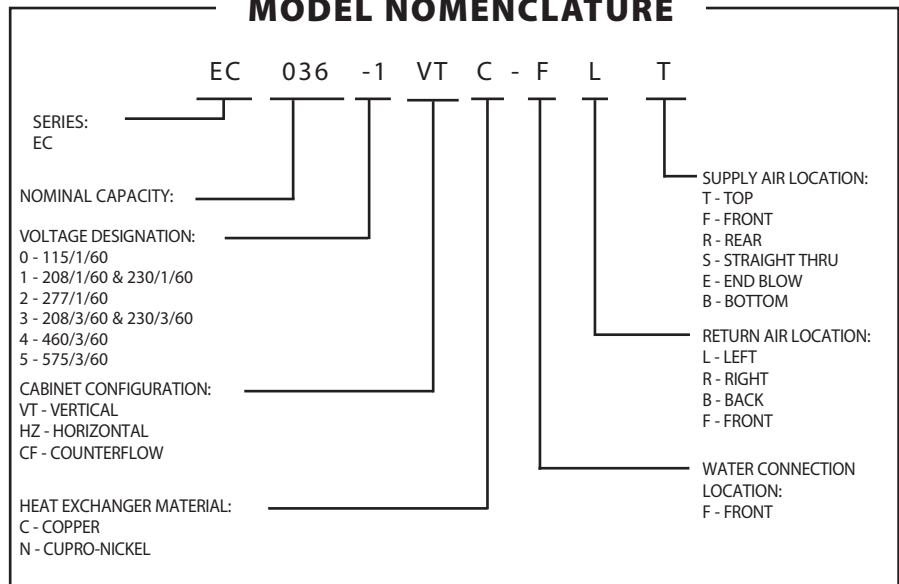 MODEL NOMENCLATURE
EC 036 -1 VT C - F L T
SERIES:
EC
NOMINAL CAPACITY:
VOLTAGE DESIGNATION:
0 - 115/1/60
1 - 208/1/60 & 230/1/60
2 - 277/1/60
3 - 208/3/60 & 230/3/60
4 - 460/3/60
5 - 575/3/60
CABINET CONFIGURATION:
VT - VERTICAL
HZ - HORIZONTAL
CF - COUNTERFLOW
HEAT EXCHANGER MATERIAL:
C - COPPER
N - CUPRO-NICKEL
SUPPLY AIR LOCATION:
T - TOP
F - FRONT
R - REAR
S - STRAIGHT THRU
E - END BLOW
B - BOTTOM
RETURN AIR LOCATION:
L - LEFT
R - RIGHT
B - BACK
F - FRONT
WATER CONNECTION
LOCATION:
F - FRONT